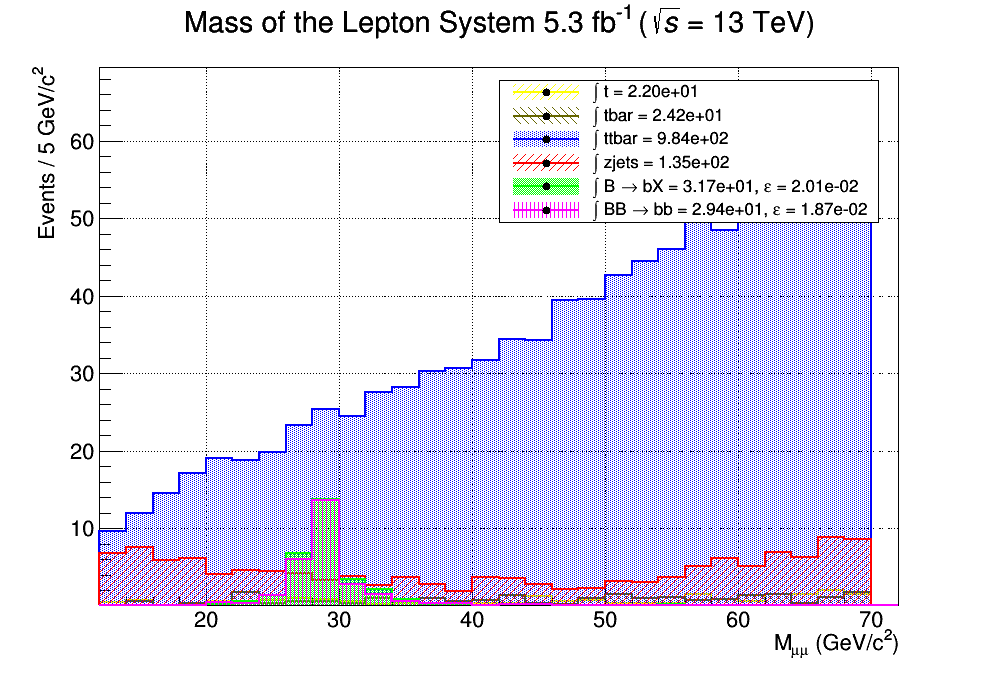 Mass of the Lepton System 5.3 fb⁻¹ (√s = 13 TeV)
Events / 5 GeV/c²
∫ t = 2.20e+01
∫ tbar = 2.42e+01
∫ ttbar = 9.84e+02
∫ zjets = 1.35e+02
∫ B → bX = 3.17e+01, ε = 2.01e-02
∫ BB → bb = 2.94e+01, ε = 1.87e-02
60
50
40
30
20
10
20 30 40 50 60 70
M_μμ (GeV/c²)